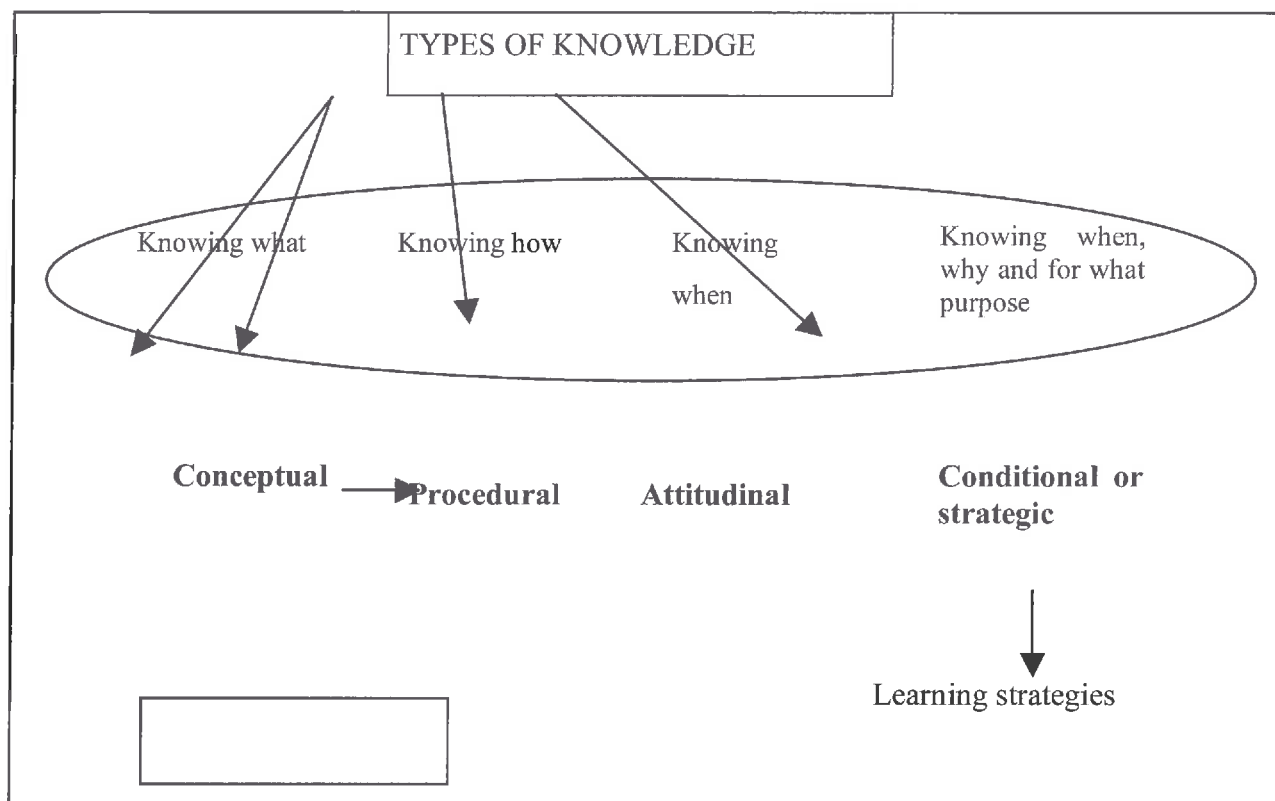 TYPES OF KNOWLEDGE
Knowing what
Knowing how
Knowing
when
Knowing when,
why and for what
purpose
Conceptual
Procedural
Attitudinal
Conditional or
strategic
Learning strategies